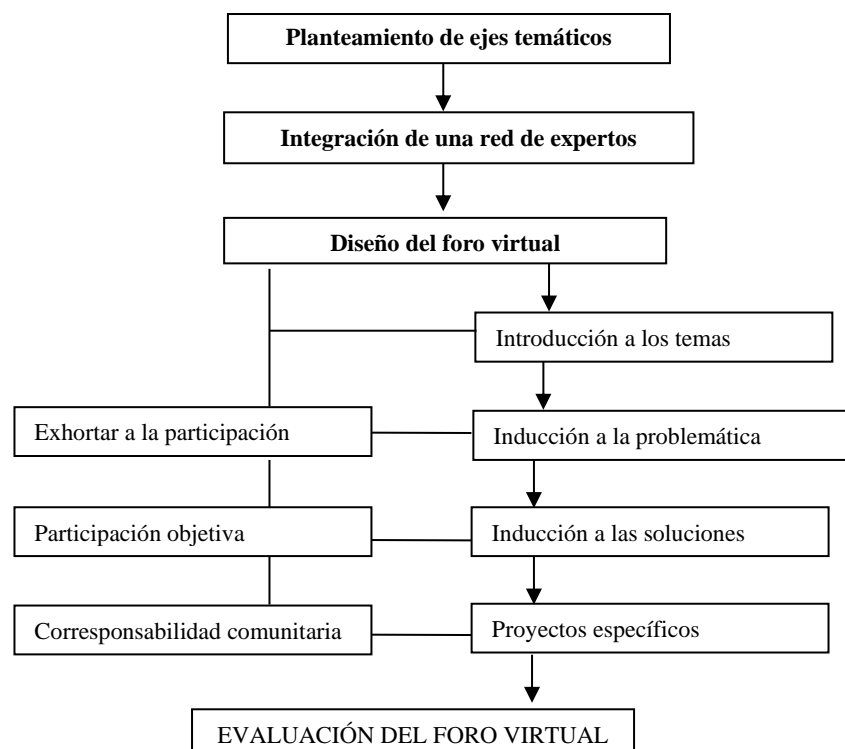 Planteamiento de ejes temáticos
Integración de una red de expertos
Diseño del foro virtual
Introducción a los temas
Exhortar a la participación
Inducción a la problemática
Participación objetiva
Inducción a las soluciones
Corresponsabilidad comunitaria
Proyectos específicos
EVALUACIÓN DEL FORO VIRTUAL